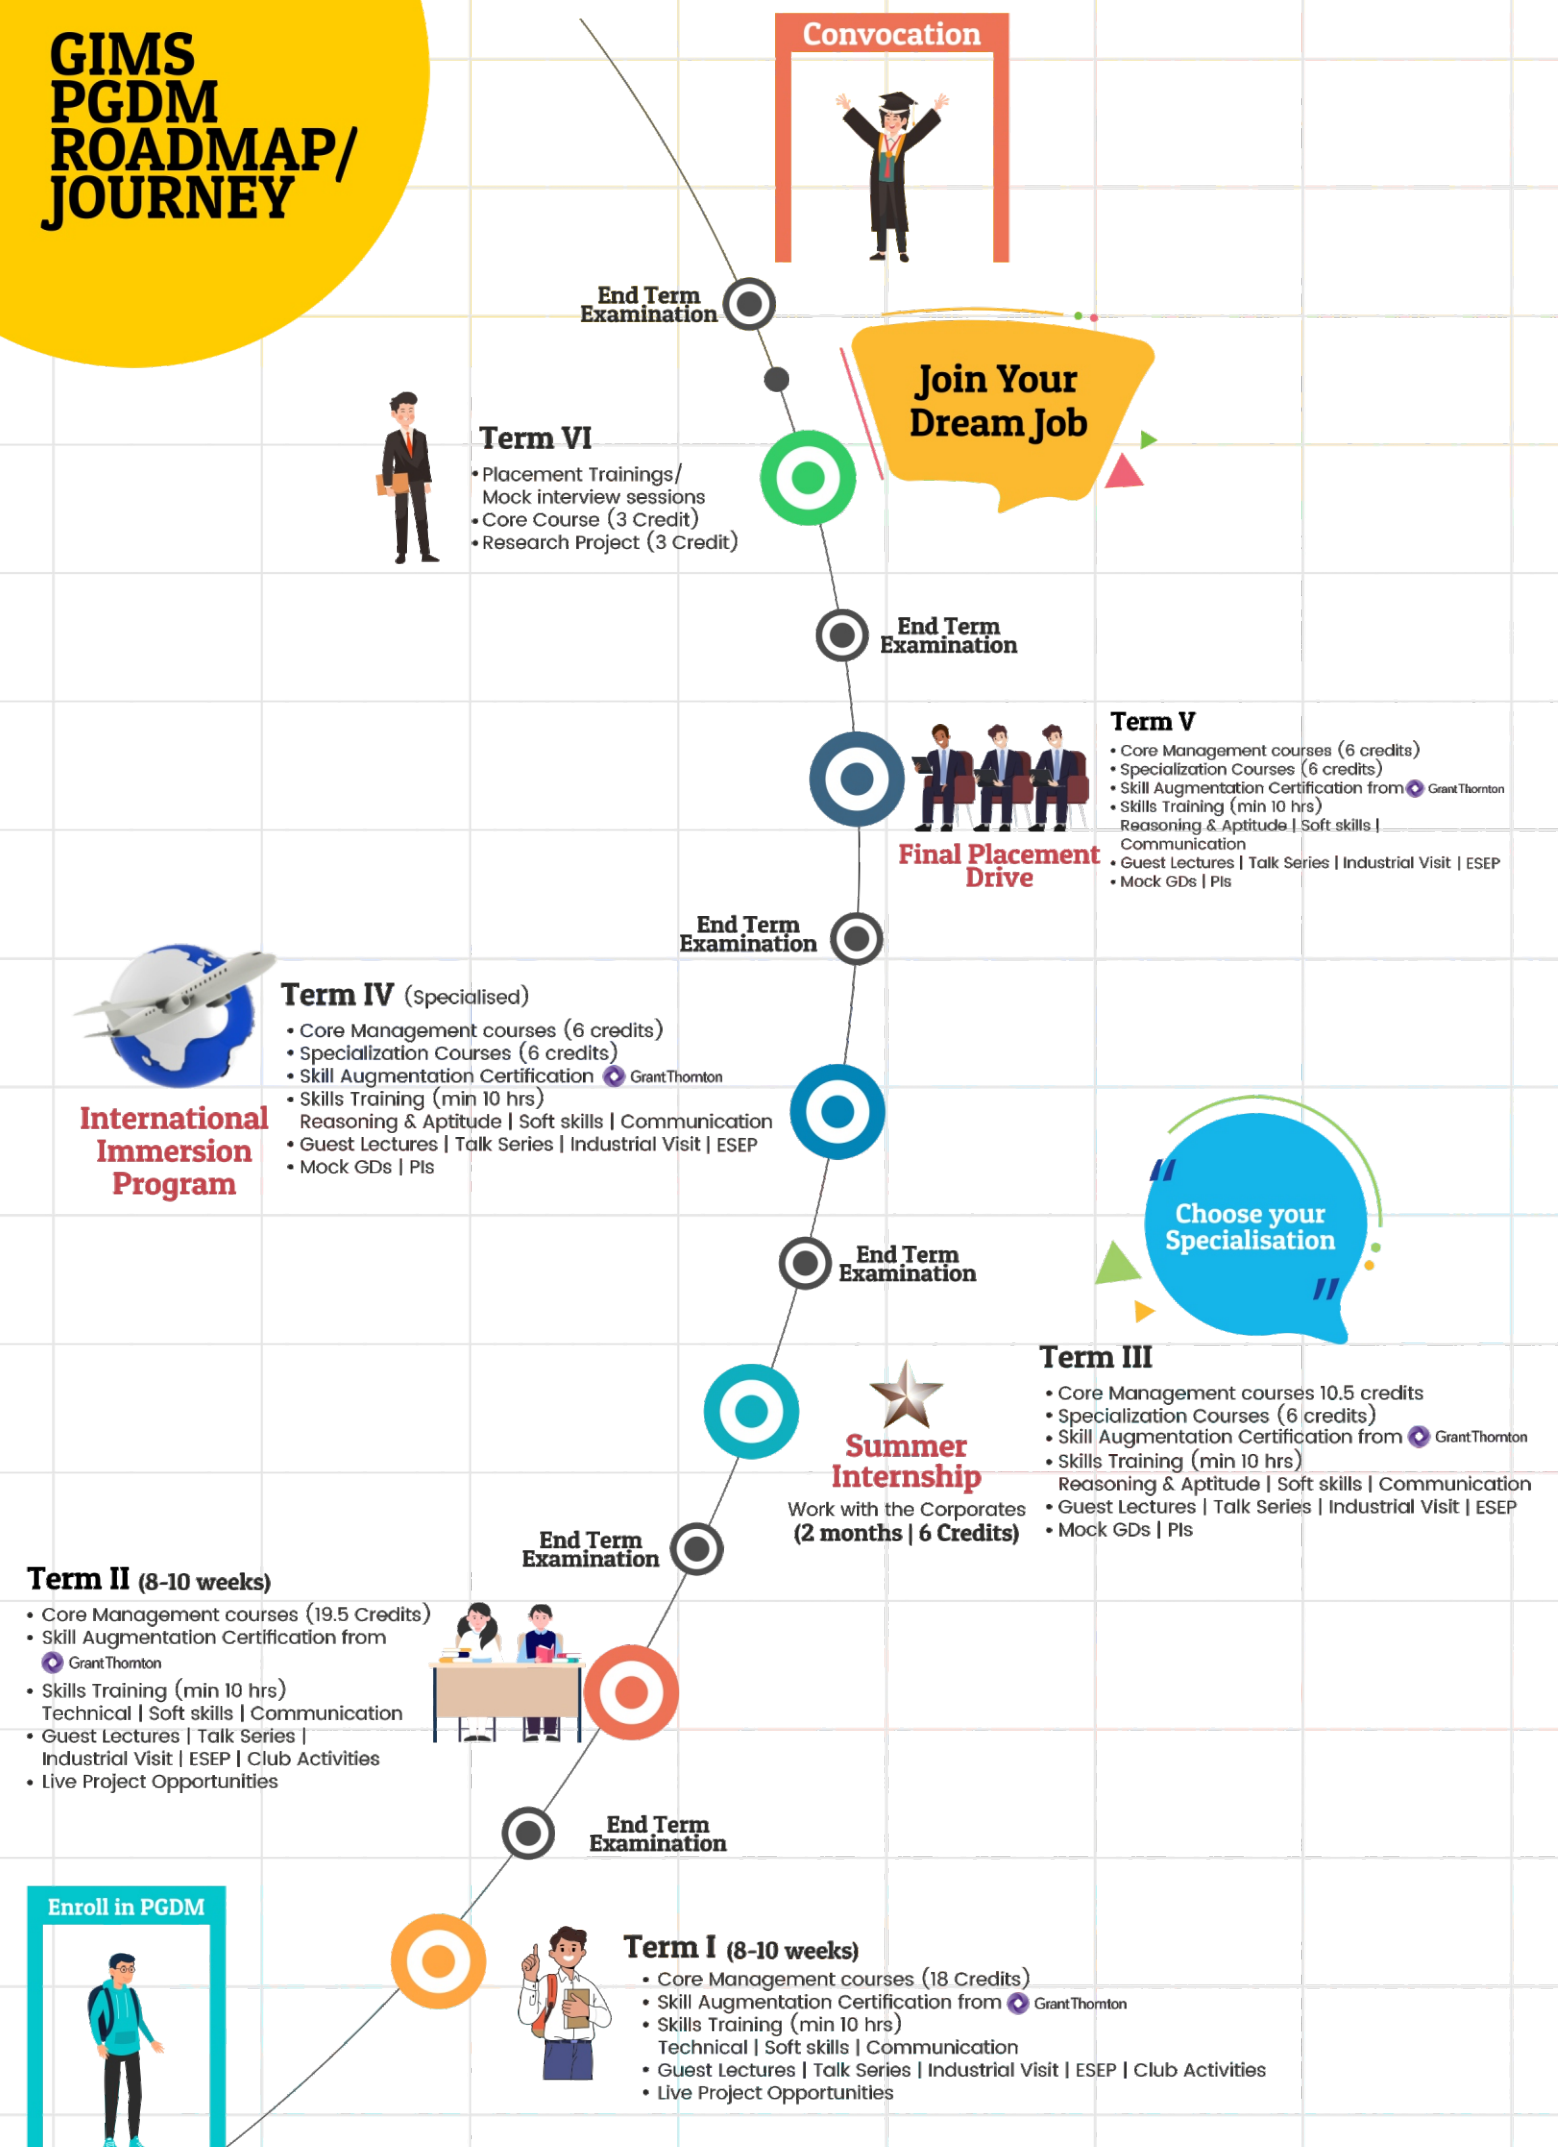 GIMS
PGDM
ROADMAP/
JOURNEY
Convocation
End Term
Examination
Join Your
Dream Job
Term VI
• Placement Trainings/
Mock interview sessions
• Core Course (3 Credit)
• Research Project (3 Credit)
End Term
Examination
Final Placement
Drive
Term V
• Core Management courses (6 credits)
• Specialization Courses (6 credits)
• Skill Augmentation Certification from Grant Thornton
• Skills Training (min 10 hrs)
Reasoning & Aptitude | Soft skills |
Communication
• Guest Lectures | Talk Series | Industrial Visit | ESEP
• Mock GDs | PIs
End Term
Examination
International
Immersion
Program
Term IV (Specialised)
• Core Management courses (6 credits)
• Specialization Courses (6 credits)
• Skill Augmentation Certification Grant Thornton
• Skills Training (min 10 hrs)
Reasoning & Aptitude | Soft skills | Communication
• Guest Lectures | Talk Series | Industrial Visit | ESEP
• Mock GDs | PIs
“
Choose your
Specialisation
”
End Term
Examination
Summer
Internship
Work with the Corporates
(2 months | 6 Credits)
Term III
• Core Management courses 10.5 credits
• Specialization Courses (6 credits)
• Skill Augmentation Certification from Grant Thornton
• Skills Training (min 10 hrs)
Reasoning & Aptitude | Soft skills | Communication
• Guest Lectures | Talk Series | Industrial Visit | ESEP
• Mock GDs | PIs
End Term
Examination
Term II (8-10 weeks)
• Core Management courses (19.5 Credits)
• Skill Augmentation Certification from
Grant Thornton
• Skills Training (min 10 hrs)
Technical | Soft skills | Communication
• Guest Lectures | Talk Series |
Industrial Visit | ESEP | Club Activities
• Live Project Opportunities
End Term
Examination
Enroll in PGDM
Term I (8-10 weeks)
• Core Management courses (18 Credits)
• Skill Augmentation Certification from Grant Thornton
• Skills Training (min 10 hrs)
Technical | Soft skills | Communication
• Guest Lectures | Talk Series | Industrial Visit | ESEP | Club Activities
• Live Project Opportunities